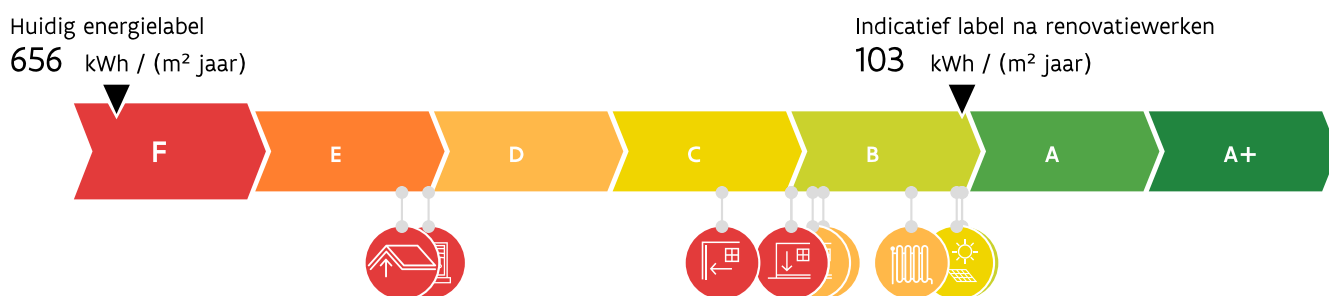 Huidig energielabel
656 kWh / (m² jaar)
Indicatief label na renovatiewerken
103 kWh / (m² jaar)
F E D C B A A+